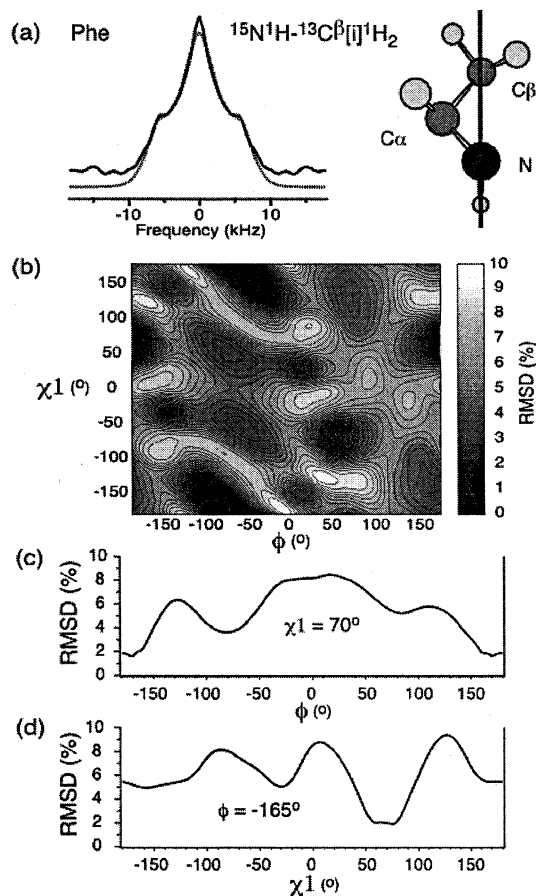 (a) Phe ¹⁵N¹H-¹³Cᵝ[i]¹H₂
Cβ
Cα
N
-10 0 10
Frequency (kHz)
(b)
150
100
50
0
-50
-100
-150
χ1 (º)
-150 -100 -50 0 50 100 150
ϕ (º)
10
9
8
7
6
5
4
3
2
1
0
RMSD (%)
(c)
RMSD (%)
10
8
6
4
2
0
χ1 = 70º
-150 -100 -50 0 50 100 150
ϕ (º)
(d)
RMSD (%)
10
8
6
4
2
0
ϕ = -165º
-150 -100 -50 0 50 100 150
χ1 (º)